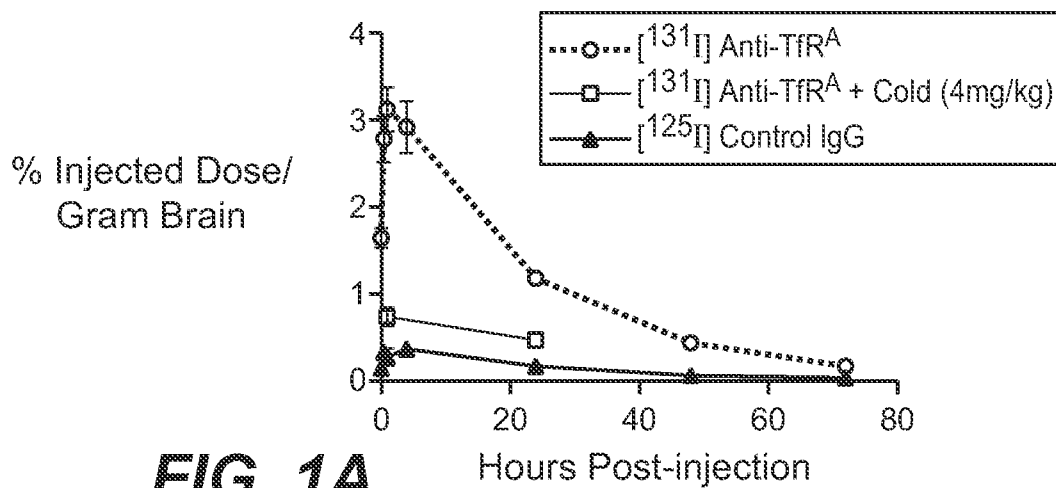 4
3
2
1
0
% Injected Dose/
Gram Brain
[¹³¹I] Anti-TfRᴬ
[¹³¹I] Anti-TfRᴬ + Cold (4mg/kg)
[¹²⁵I] Control IgG
0 20 40 60 80
Hours Post-injection
FIG. 1A